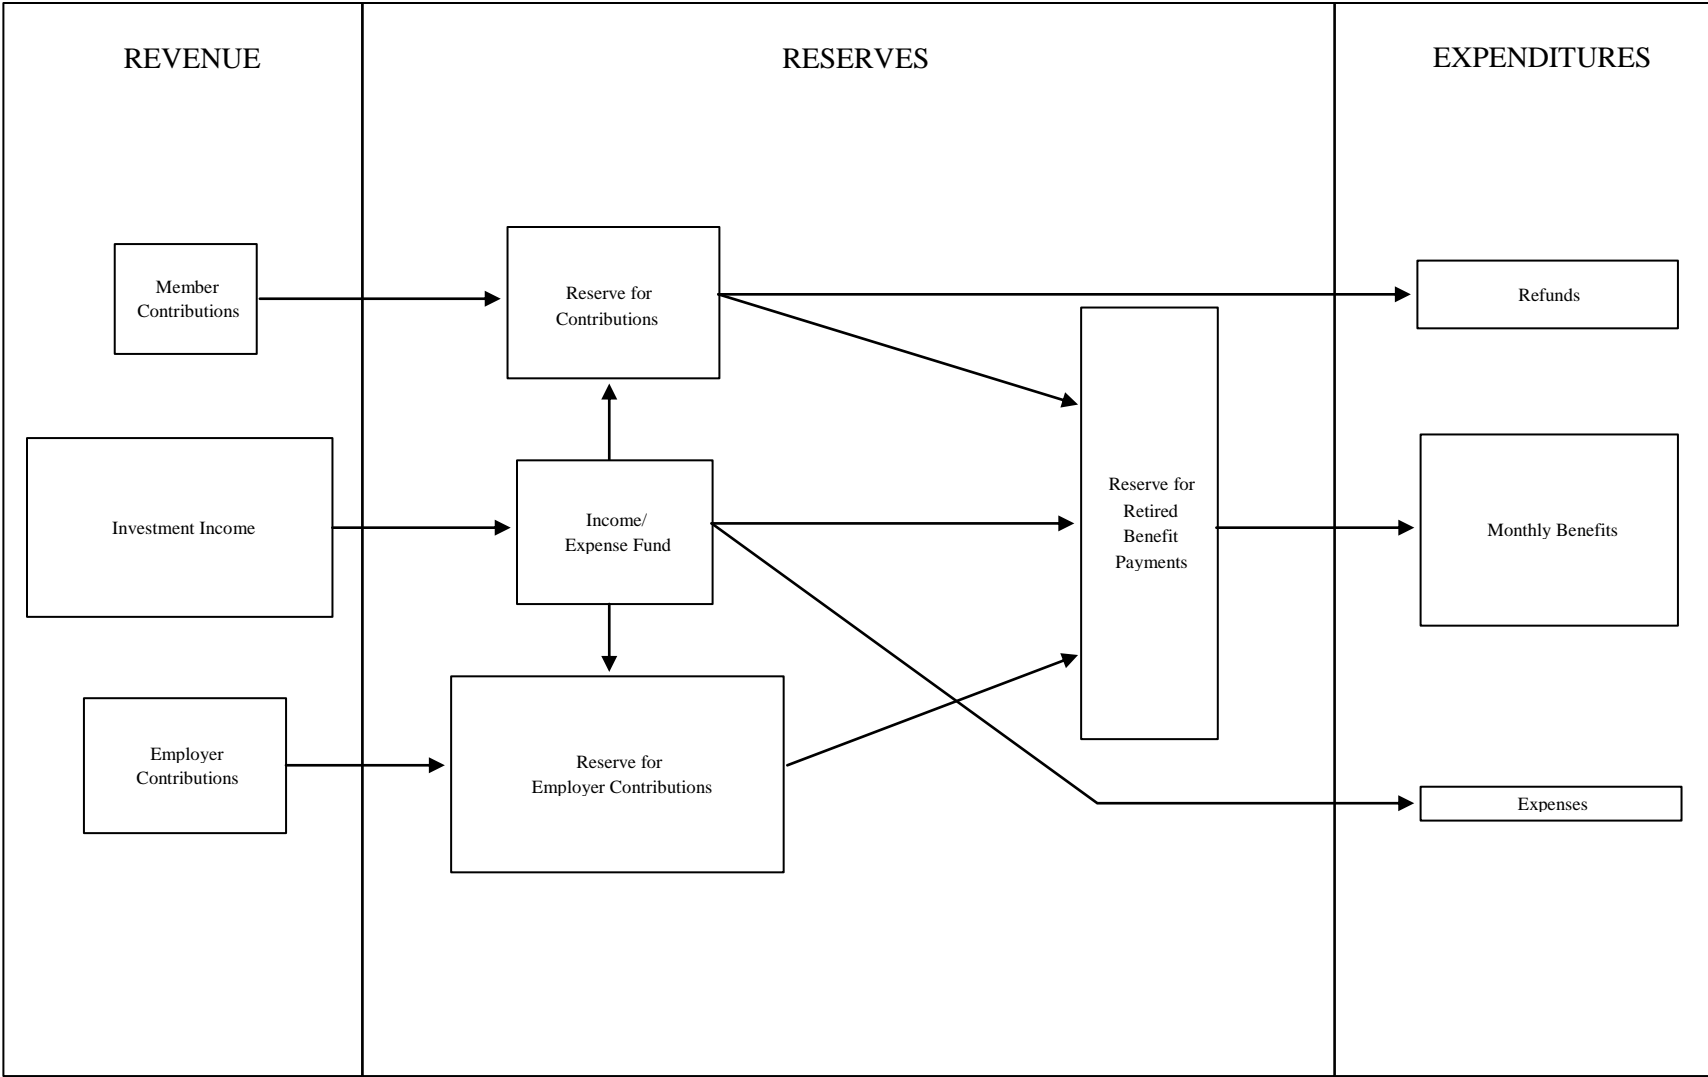 REVENUE
RESERVES
EXPENDITURES
Member
Contributions
Reserve for
Contributions
Refunds
Investment Income
Income/
Expense Fund
Reserve for
Retired
Benefit
Payments
Monthly Benefits
Employer
Contributions
Reserve for
Employer Contributions
Expenses